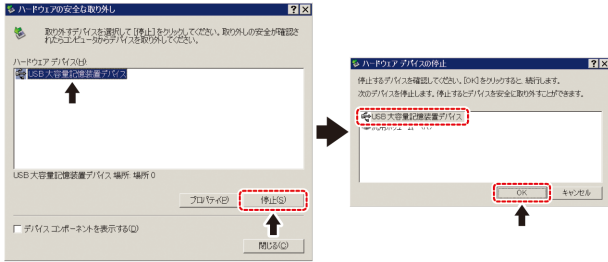 ハードウェアの安全な取り外し
取り外すデバイスを選択して [停止] をクリックしてください。取り外しの安全が確認さ
れたらコンピュータからデバイスを取り外してください。
ハードウェア デバイス(H)
USB 大容量記憶装置デバイス
USB 大容量記憶装置デバイス 場所 場所 0
プロパティ(P)
停止(S)
デバイス コンポーネントを表示する(D)
閉じる(C)
ハードウェア デバイスの停止
停止するデバイスを確認してください。[OK] をクリックすると、続行します。
次のデバイスを停止します。停止するとデバイスを安全に取り外すことができます。
USB 大容量記憶装置デバイス
OK
キャンセル